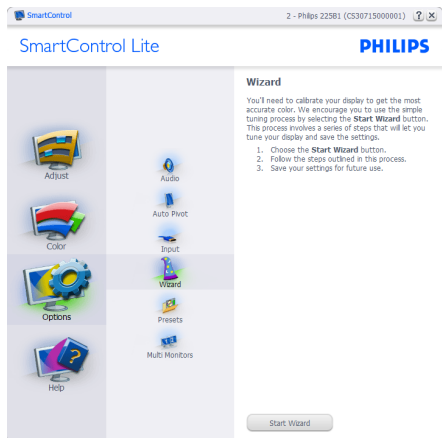 SmartControl
2 - Philips 225B1 (CS30715000001)
? ×
SmartControl Lite
PHILIPS
Adjust
Color
Options
Help
Audio
Auto Pivot
Input
Wizard
Presets
Multi Monitors
Wizard
You'll need to calibrate your display to get the most
accurate color. We encourage you to use the simple
tuning process by selecting the Start Wizard button.
This process involves a series of steps that will let you
tune your display and save the settings.
1. Choose the Start Wizard button.
2. Follow the steps outlined in this process.
3. Save your settings for future use.
Start Wizard